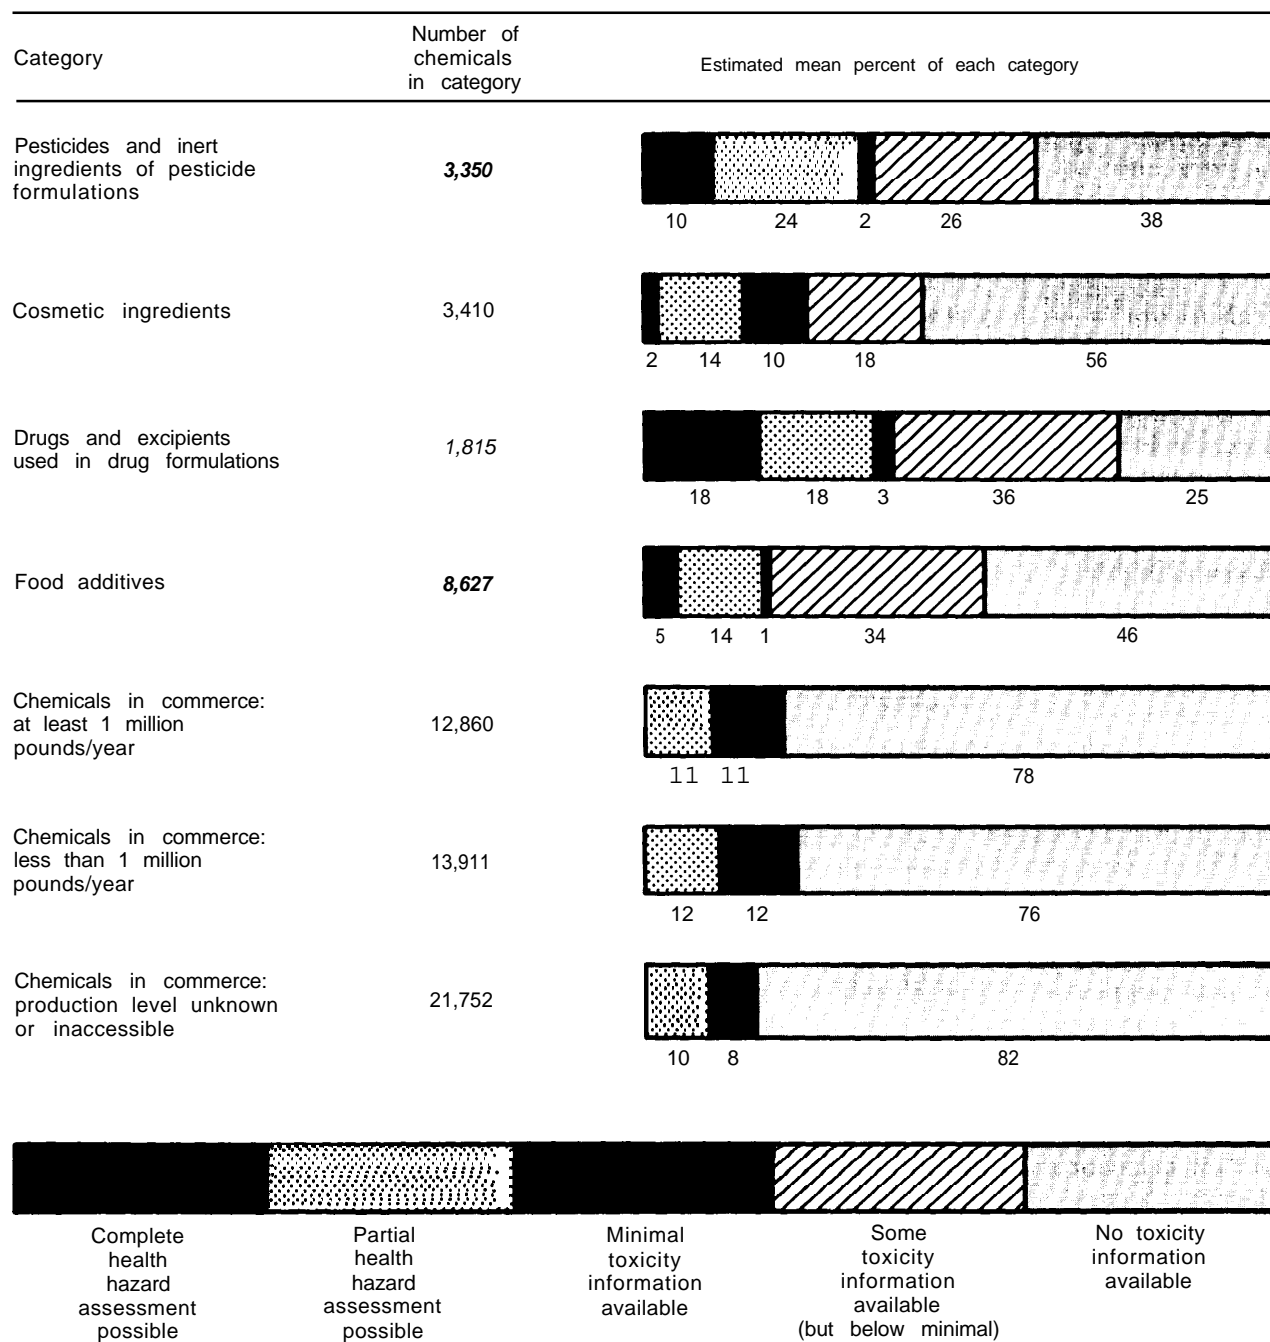 Category
Number of
chemicals
in category
Estimated mean percent of each category
Pesticides and inert
ingredients of pesticide
formulations
3,350
10 24 2 26 38
Cosmetic ingredients
3,410
2 14 10 18 56
Drugs and excipients
used in drug formulations
1,815
18 18 3 36 25
Food additives
8,627
5 14 1 34 46
Chemicals in commerce:
at least 1 million
pounds/year
12,860
11 11 78
Chemicals in commerce:
less than 1 million
pounds/year
13,911
12 12 76
Chemicals in commerce:
production level unknown
or inaccessible
21,752
10 8 82
Complete
health
hazard
assessment
possible
Partial
health
hazard
assessment
possible
Minimal
toxicity
information
available
Some
toxicity
information
available
(but below minimal)
No toxicity
information
available